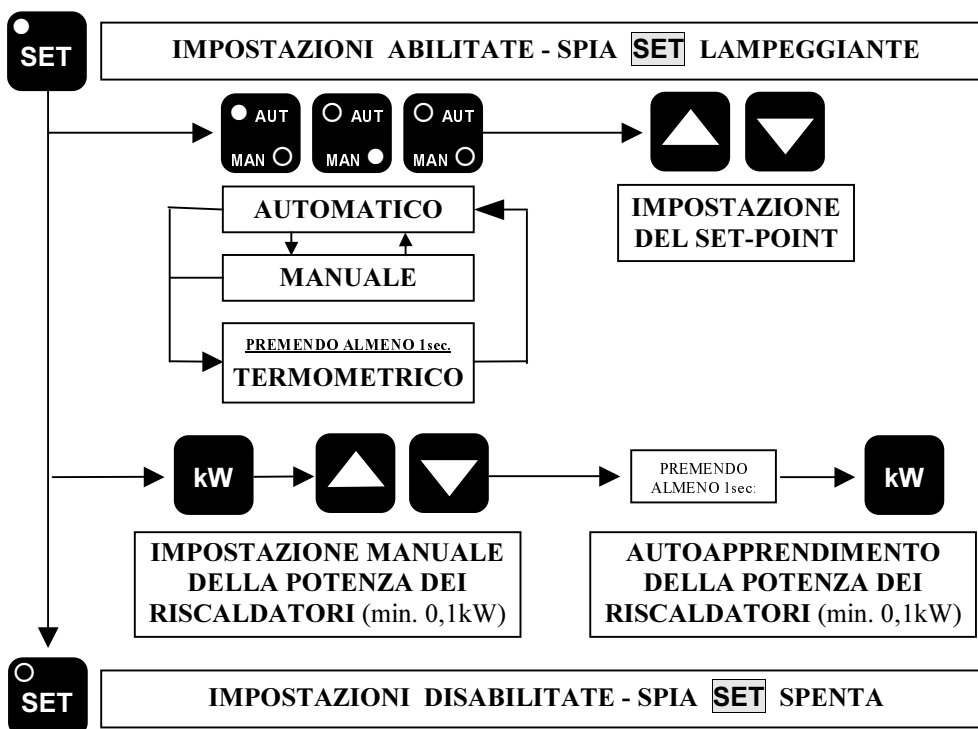 SET
IMPOSTAZIONI ABILITATE - SPIA SET LAMPEGGIANTE
AUT
MAN
AUT
MAN
AUT
MAN
AUTOMATICO
MANUALE
PREMENDO ALMENO 1sec.
TERMOMETRICO
IMPOSTAZIONE
DEL SET-POINT
kW
PREMENDO
ALMENO 1sec:
kW
IMPOSTAZIONE MANUALE
DELLA POTENZA DEI
RISCALDATORI (min. 0,1kW)
AUTOAPPRENDIMENTO
DELLA POTENZA DEI
RISCALDATORI (min. 0,1kW)
SET
IMPOSTAZIONI DISABILITATE - SPIA SET SPENTA